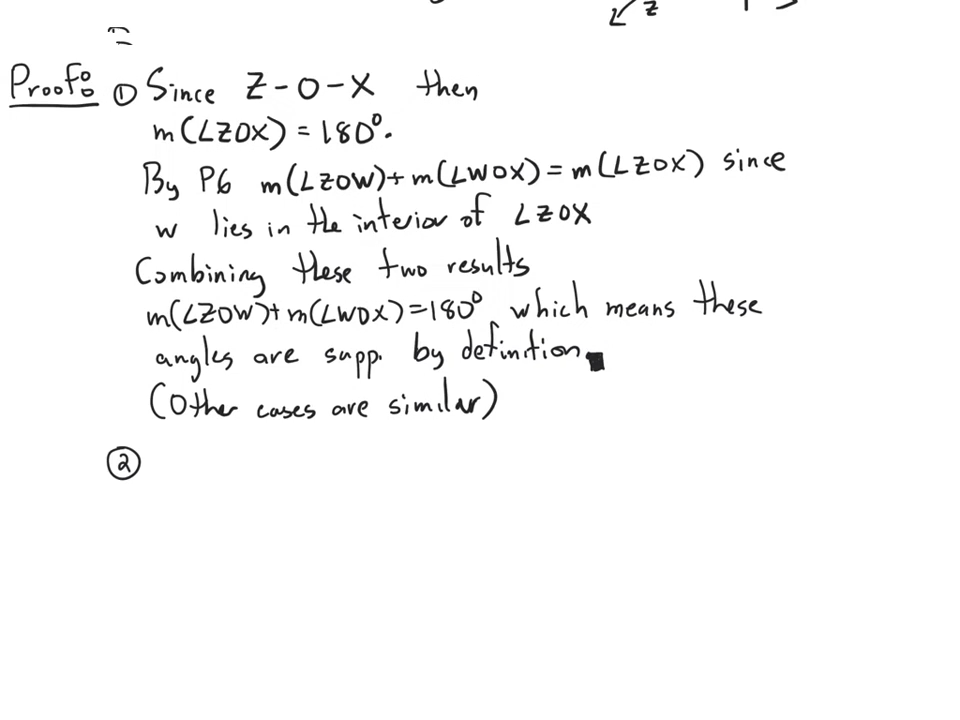 z
Proof: ① Since Z-O-X then
m(∠ZOX) = 180°.
By P6 m(∠ZOW)+m(∠WOX)=m(∠ZOX) since
W lies in the interior of ∠ZOX
Combining these two results
m(∠ZOW)+m(∠WOX)=180° which means these
angles are supp. by definition.
(Other cases are similar)
②